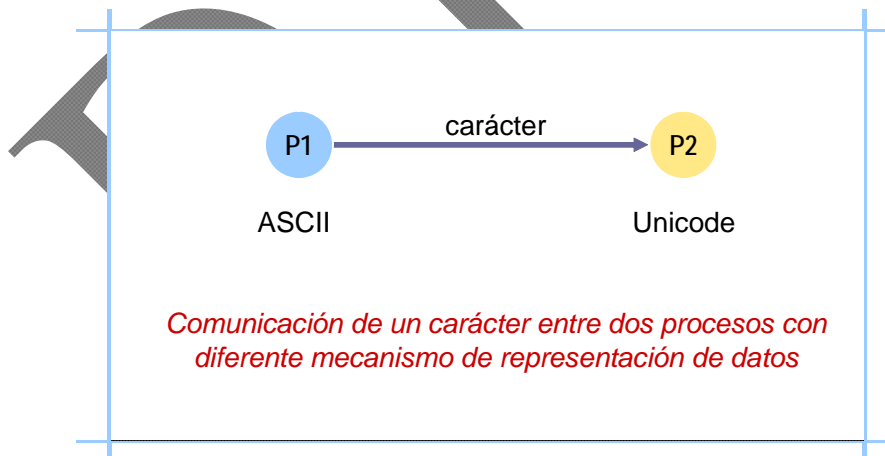 carácter
P1
P2
ASCII
Unicode
Comunicación de un carácter entre dos procesos con
diferente mecanismo de representación de datos